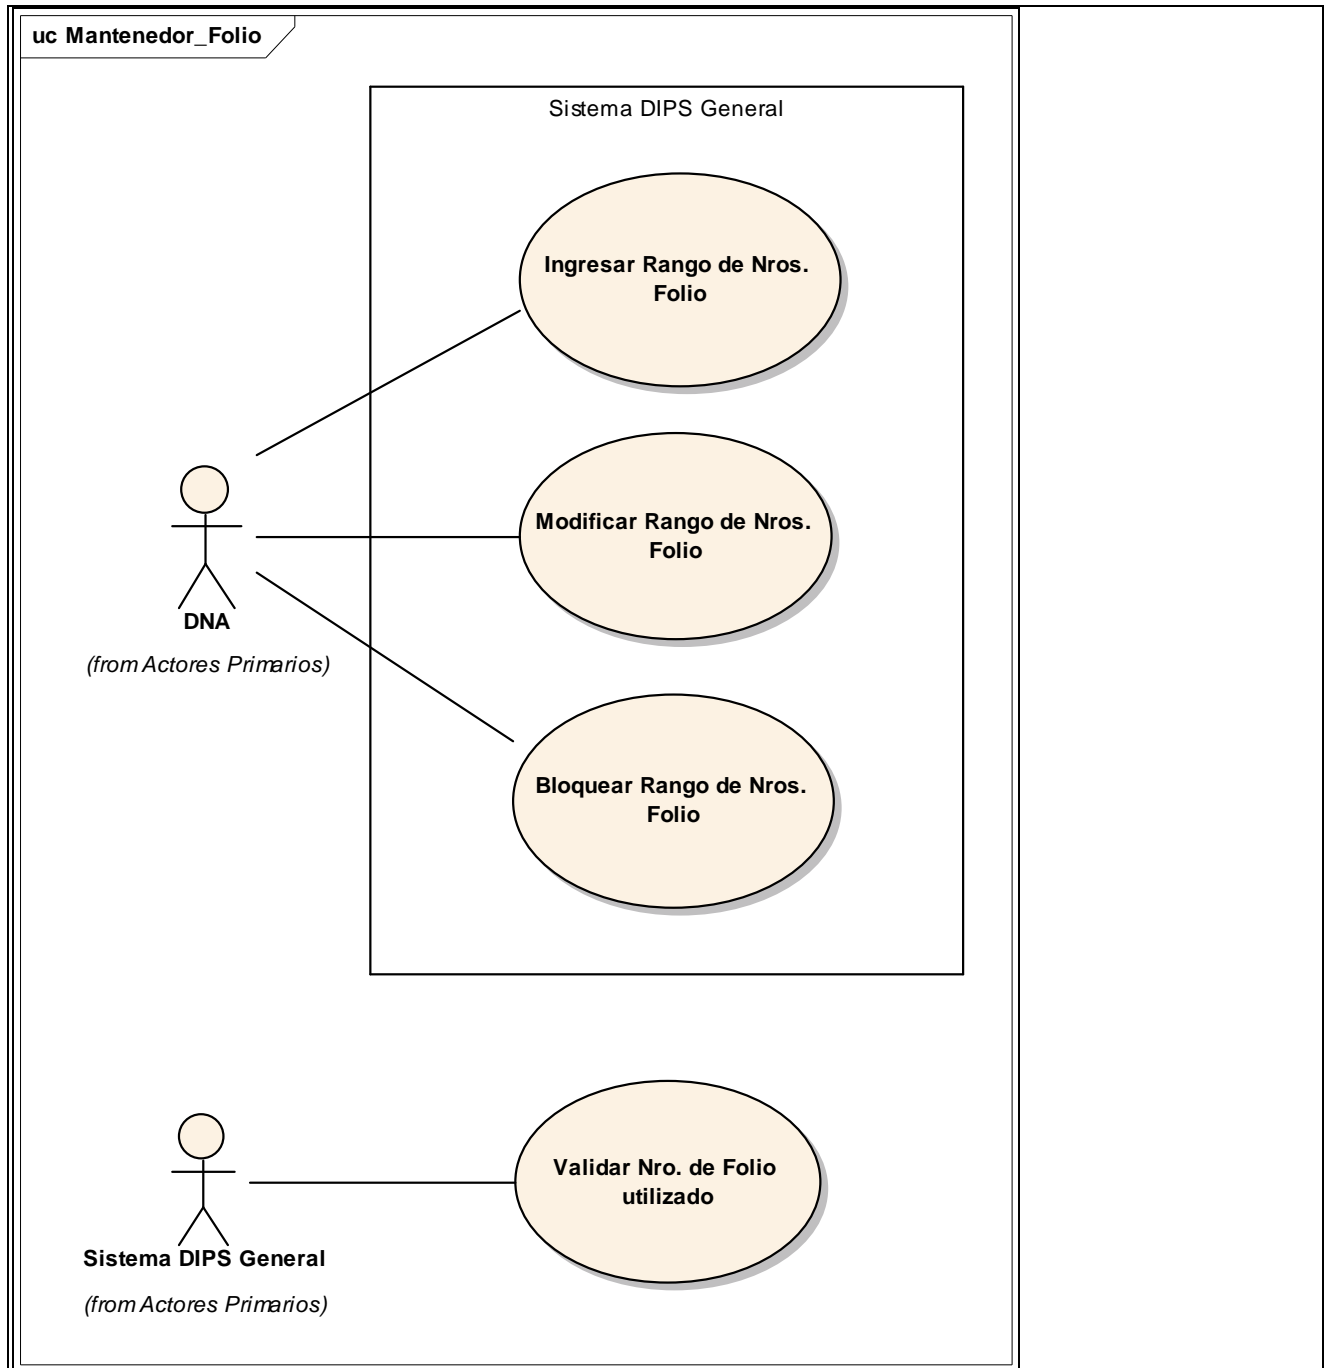 uc Mantenedor_Folio
Sistema DIPS General
Ingresar Rango de Nros.
Folio
Modificar Rango de Nros.
Folio
DNA
(from Actores Primarios)
Bloquear Rango de Nros.
Folio
Validar Nro. de Folio
utilizado
Sistema DIPS General
(from Actores Primarios)